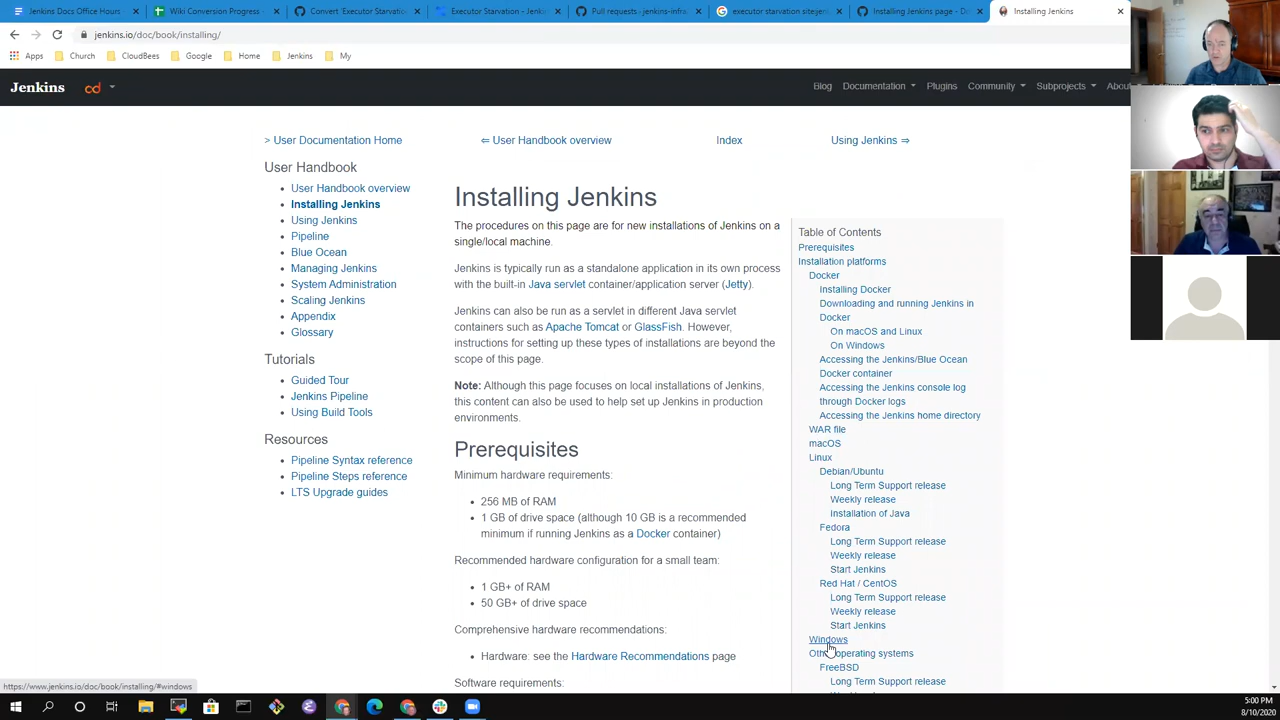 Jenkins Docs Office Hours
Wiki Conversion Progress -
Convert 'Executor Starvatio
Executor Starvation - Jenkin
Pull requests · jenkins-infra
executor starvation site:jen
Installing Jenkins page - Di
Installing Jenkins
jenkins.io/doc/book/installing/
Apps
Church
CloudBees
Google
Home
Jenkins
My
Jenkins
cd
Blog
Documentation
Plugins
Community
Subprojects
About
> User Documentation Home
⇐ User Handbook overview
Index
Using Jenkins ⇒
User Handbook
User Handbook overview
Installing Jenkins
Using Jenkins
Pipeline
Blue Ocean
Managing Jenkins
System Administration
Scaling Jenkins
Appendix
Glossary
Tutorials
Guided Tour
Jenkins Pipeline
Using Build Tools
Resources
Pipeline Syntax reference
Pipeline Steps reference
LTS Upgrade guides
Installing Jenkins
The procedures on this page are for new installations of Jenkins on a
single/local machine.
Jenkins is typically run as a standalone application in its own process
with the built-in Java servlet container/application server (Jetty).
Jenkins can also be run as a servlet in different Java servlet
containers such as Apache Tomcat or GlassFish. However,
instructions for setting up these types of installations are beyond the
scope of this page.
Note: Although this page focuses on local installations of Jenkins,
this content can also be used to help set up Jenkins in production
environments.
Prerequisites
Minimum hardware requirements:
256 MB of RAM
1 GB of drive space (although 10 GB is a recommended
minimum if running Jenkins as a Docker container)
Recommended hardware configuration for a small team:
1 GB+ of RAM
50 GB+ of drive space
Comprehensive hardware recommendations:
Hardware: see the Hardware Recommendations page
Software requirements:
Table of Contents
Prerequisites
Installation platforms
Docker
Installing Docker
Downloading and running Jenkins in
Docker
On macOS and Linux
On Windows
Accessing the Jenkins/Blue Ocean
Docker container
Accessing the Jenkins console log
through Docker logs
Accessing the Jenkins home directory
WAR file
macOS
Linux
Debian/Ubuntu
Long Term Support release
Weekly release
Installation of Java
Fedora
Long Term Support release
Weekly release
Start Jenkins
Red Hat / CentOS
Long Term Support release
Weekly release
Start Jenkins
Windows
operating systems
FreeBSD
Long Term Support release
https://www.jenkins.io/doc/book/installing/#windows
5:00 PM
8/10/2020